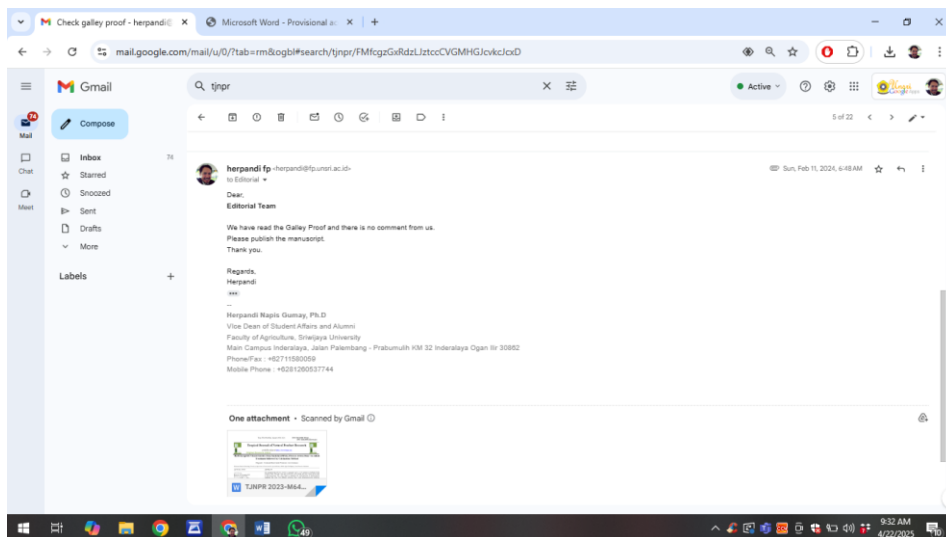 Check galley proof - herpandi@
Microsoft Word - Provisional ac
mail.google.com/mail/u/0/?tab=rm&ogbl#search/tjnpr/FMfcgzGxRdzLJztccCVGMHGJcvkcJcxD
Gmail
tjnpr
Active
74
Mail
Compose
5 of 22
Chat
Inbox 74
Starred
Meet
Snoozed
Sent
Drafts
More
Labels
herpandi fp <herpandi@fp.unsri.ac.id>
Sun, Feb 11, 2024, 6:48 AM
to Editorial
Dear,
Editorial Team
We have read the Galley Proof and there is no comment from us.
Please publish the manuscript.
Thank you.
Regards,
Herpandi
--
Herpandi Napis Gumay, Ph.D
Vice Dean of Student Affairs and Alumni
Faculty of Agriculture, Sriwijaya University
Main Campus Inderalaya, Jalan Palembang - Prabumulih KM 32 Inderalaya Ogan Ilir 30862
Phone/Fax : +62711580059
Mobile Phone : +6281260537744
One attachment • Scanned by Gmail
TJNPR 2023-M64...
49
9:32 AM
4/22/2025